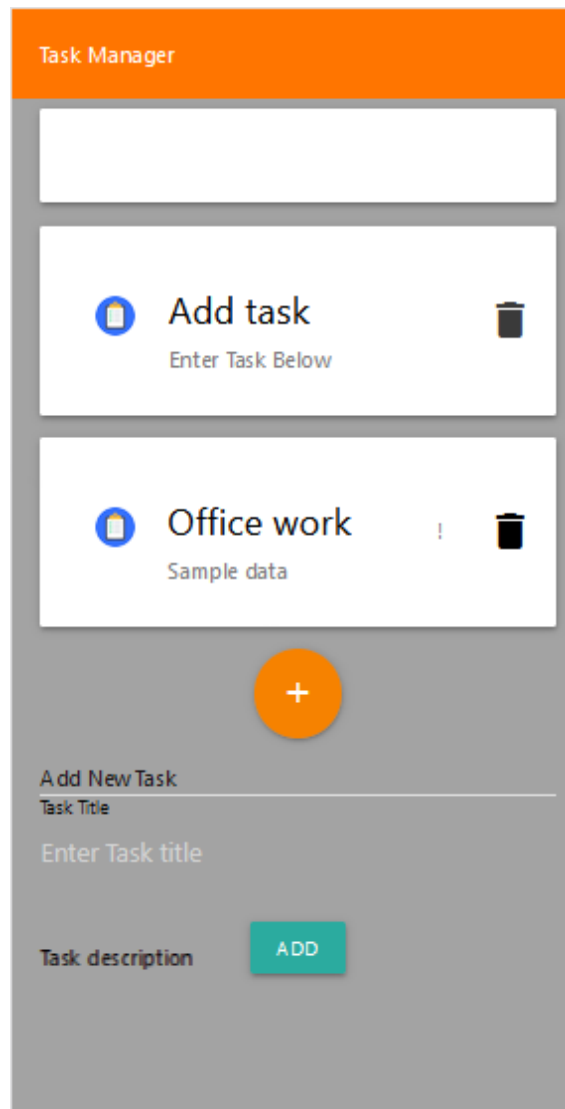 Task Manager
Add task
Enter Task Below
Office work !
Sample data
+
Add New Task
Task Title
Enter Task title
Task description ADD